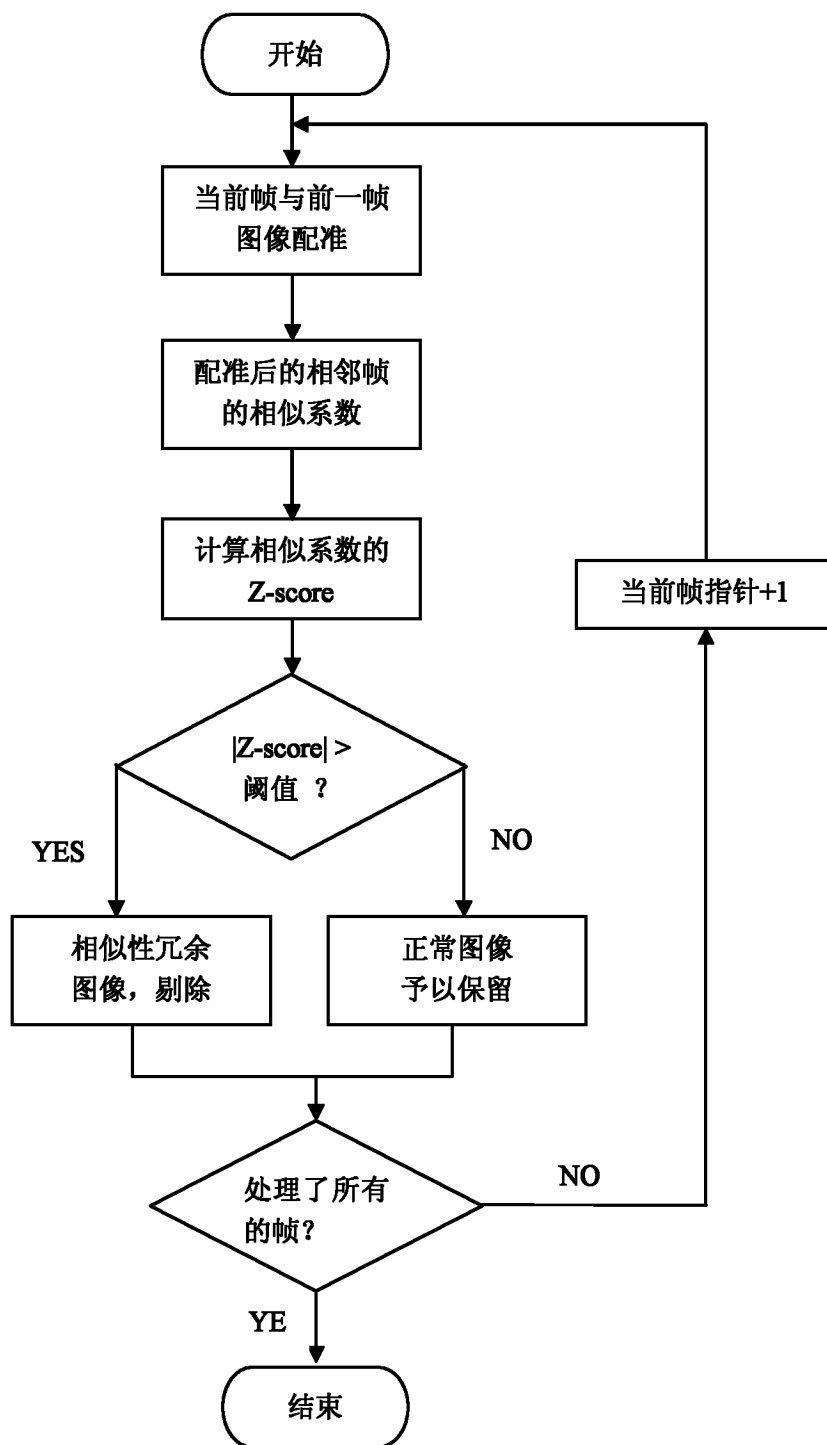 开始
当前帧与前一帧
图像配准
配准后的相邻帧
的相似系数
计算相似系数的
Z-score
当前帧指针+1
|Z-score| >
阈值 ？
YES
NO
相似性冗余
图像，剔除
正常图像
予以保留
处理了所有
的帧？
NO
YE
结束